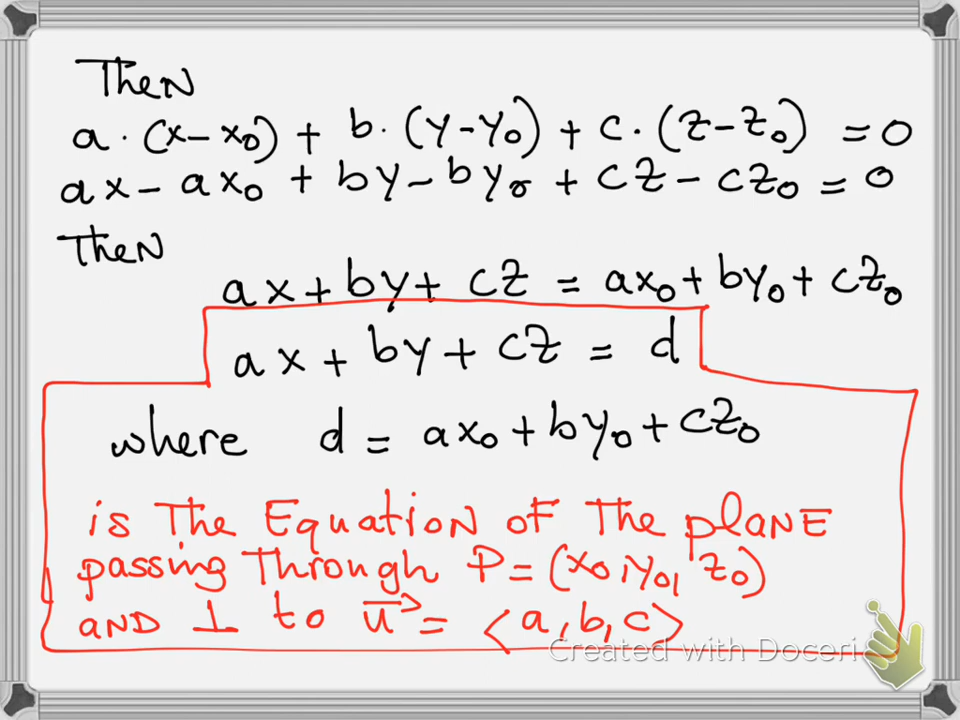 Then
a · (x - x₀) + b · (y - y₀) + c · (z - z₀) = 0
ax - ax₀ + by - by₀ + cz - cz₀ = 0
Then
ax + by + cz = ax₀ + by₀ + cz₀
ax + by + cz = d
where d = ax₀ + by₀ + cz₀
is The Equation of The plane
passing Through P = (x₀, y₀, z₀)
and ⊥ to u⃗ = <a, b, c>
Created with Doceri